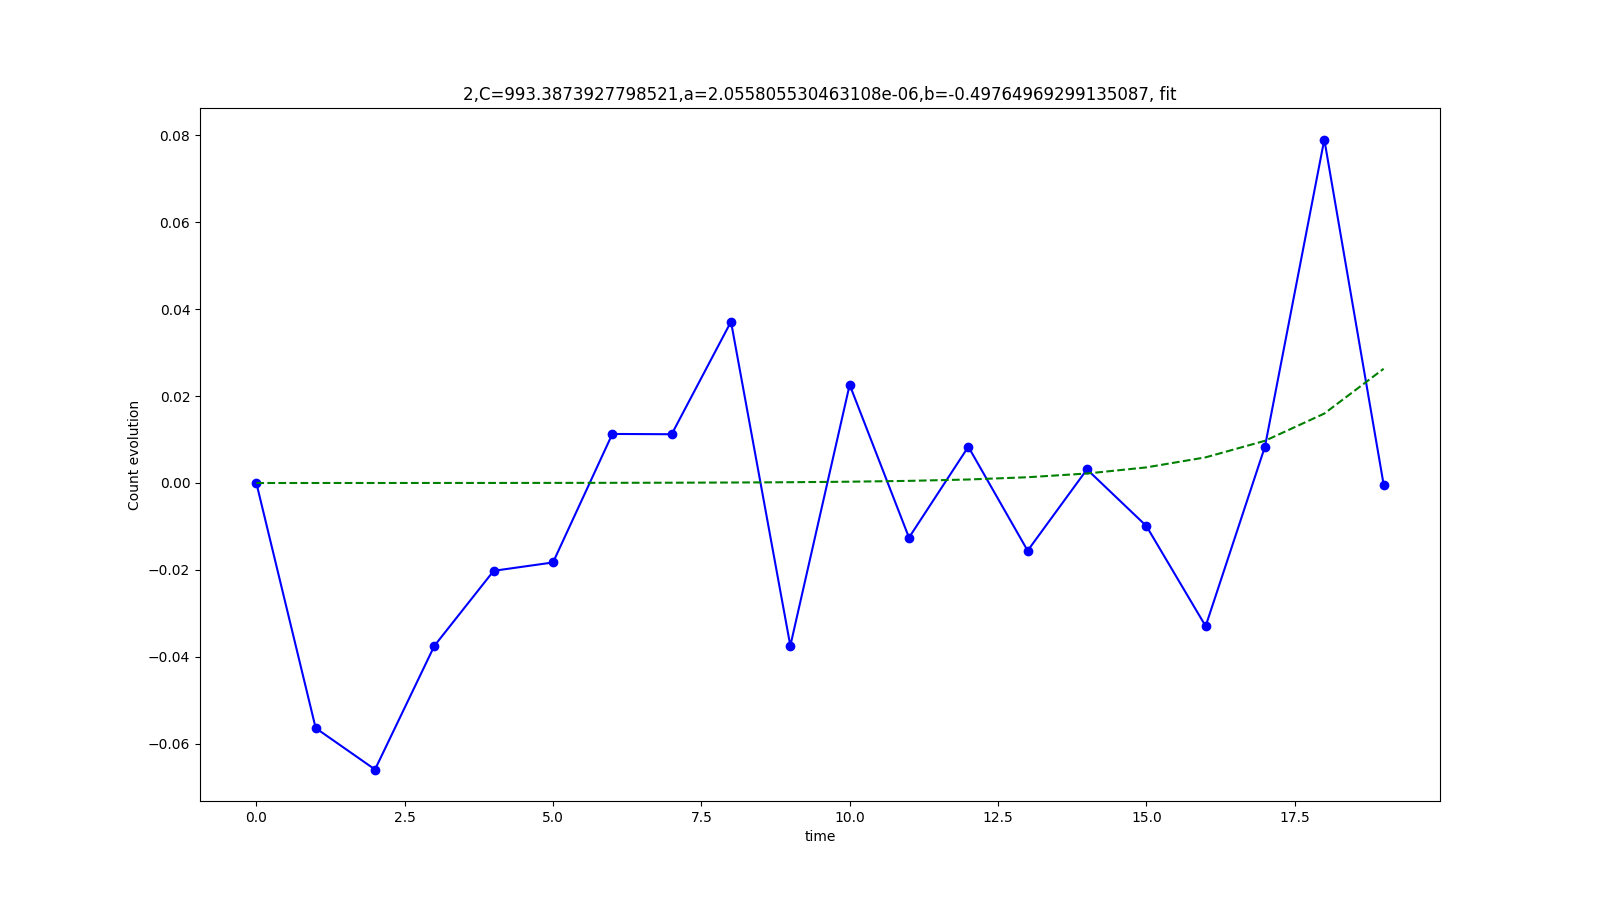 2,C=993.3873927798521,a=2.055805530463108e-06,b=-0.49764969299135087, fit
0.08
0.06
0.04
0.02
0.00
−0.02
−0.04
−0.06
Count evolution
0.0 2.5 5.0 7.5 10.0 12.5 15.0 17.5
time